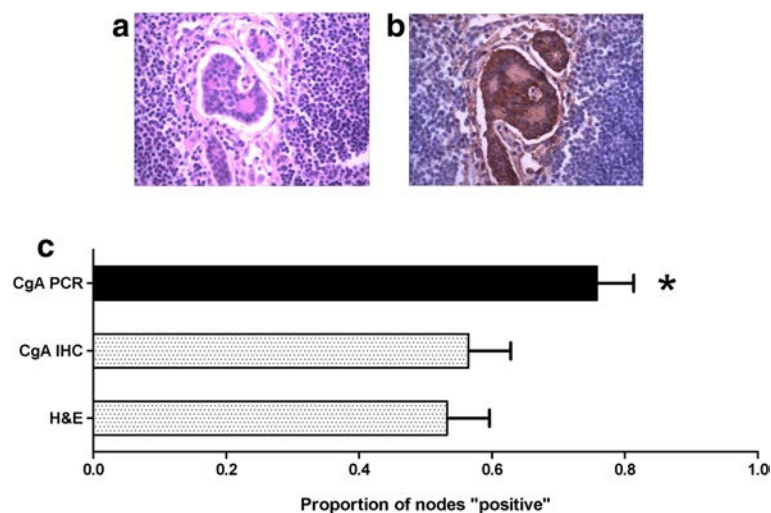 a
b
c
CgA PCR
*
CgA IHC
H&E
0.0 0.2 0.4 0.6 0.8 1.00
Proportion of nodes "positive"